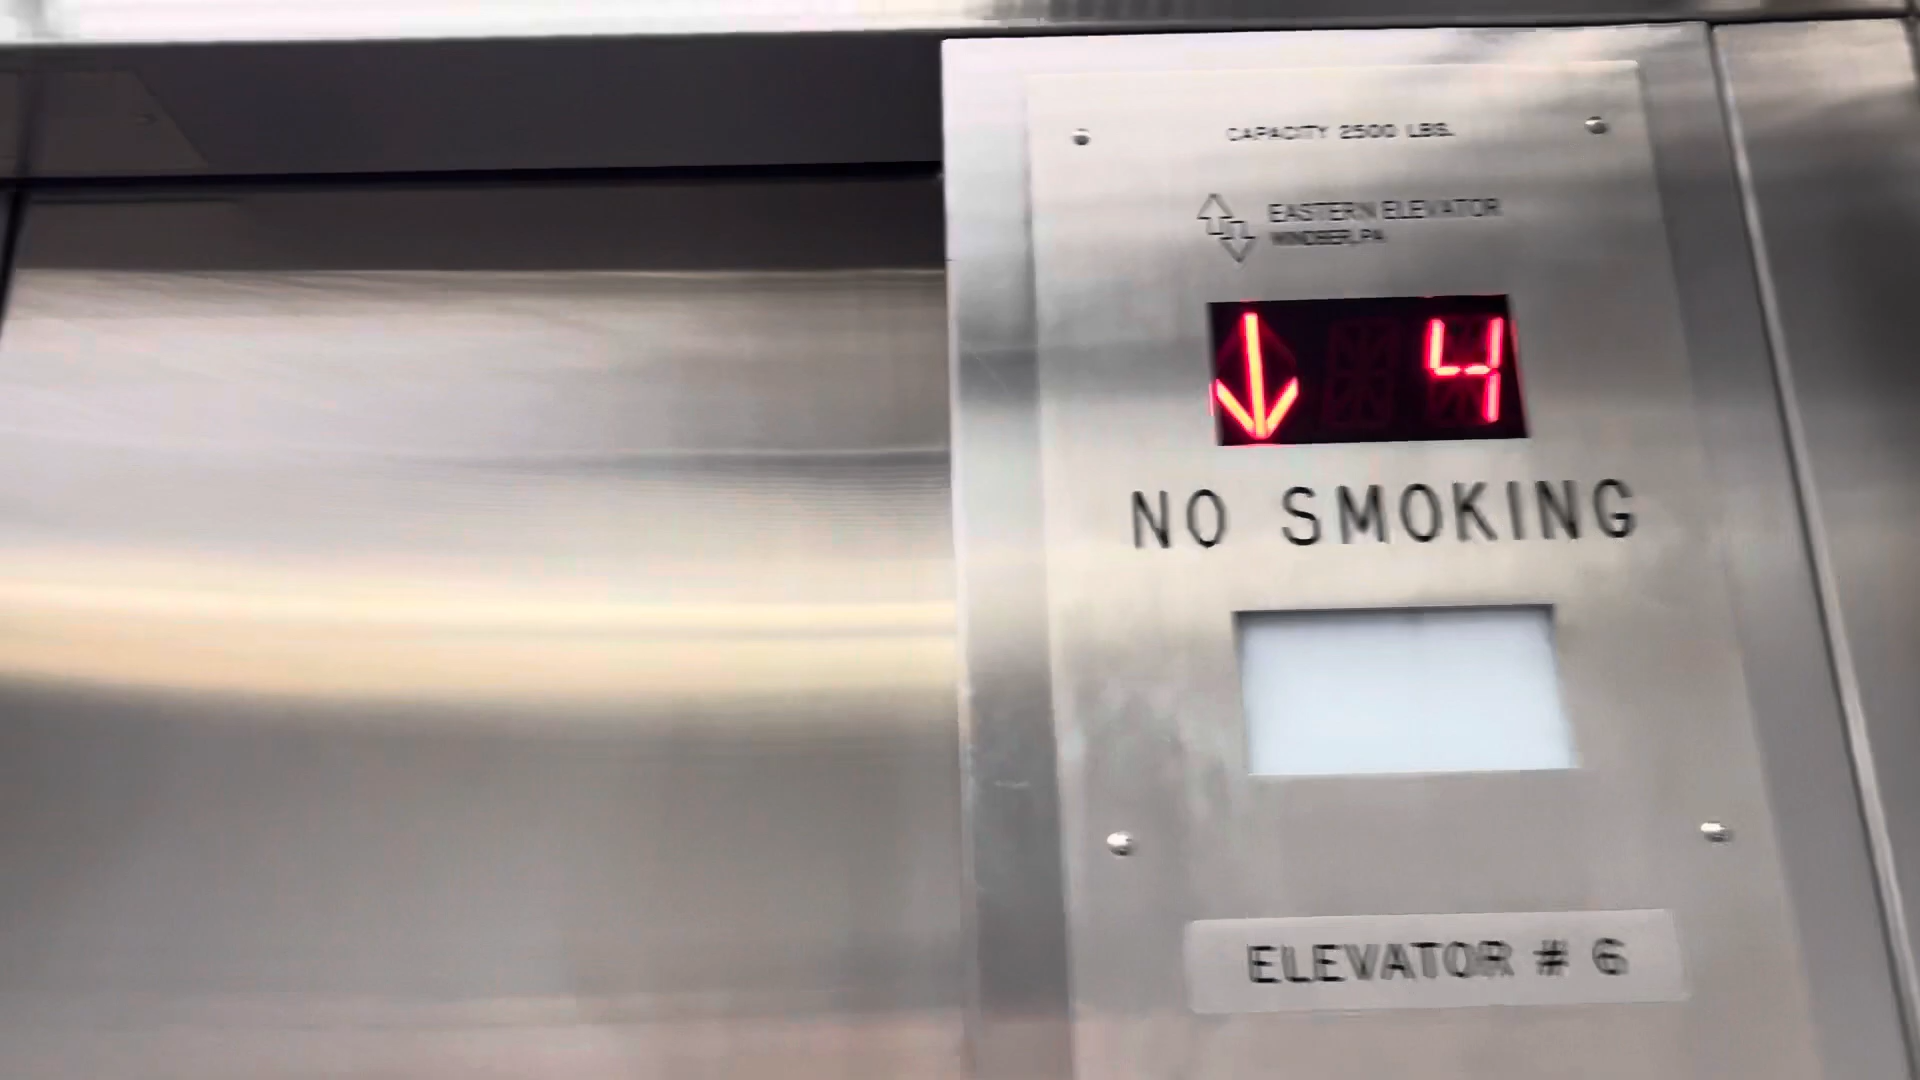 CAPACITY 2500 LBS.
EASTERN ELEVATOR
WINDBER, PA
4
NO SMOKING
ELEVATOR # 6